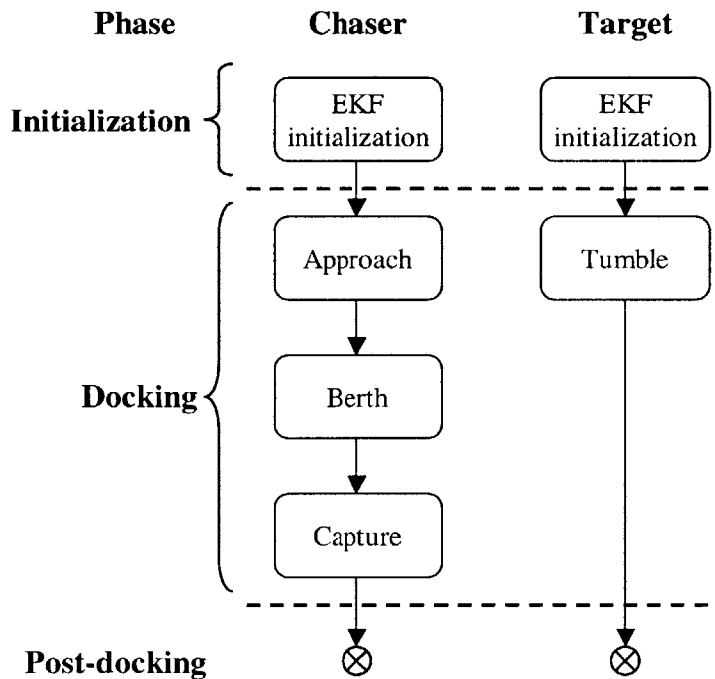 Phase Chaser Target
Initialization
EKF
initialization
EKF
initialization
Docking
Approach
Tumble
Berth
Capture
Post-docking